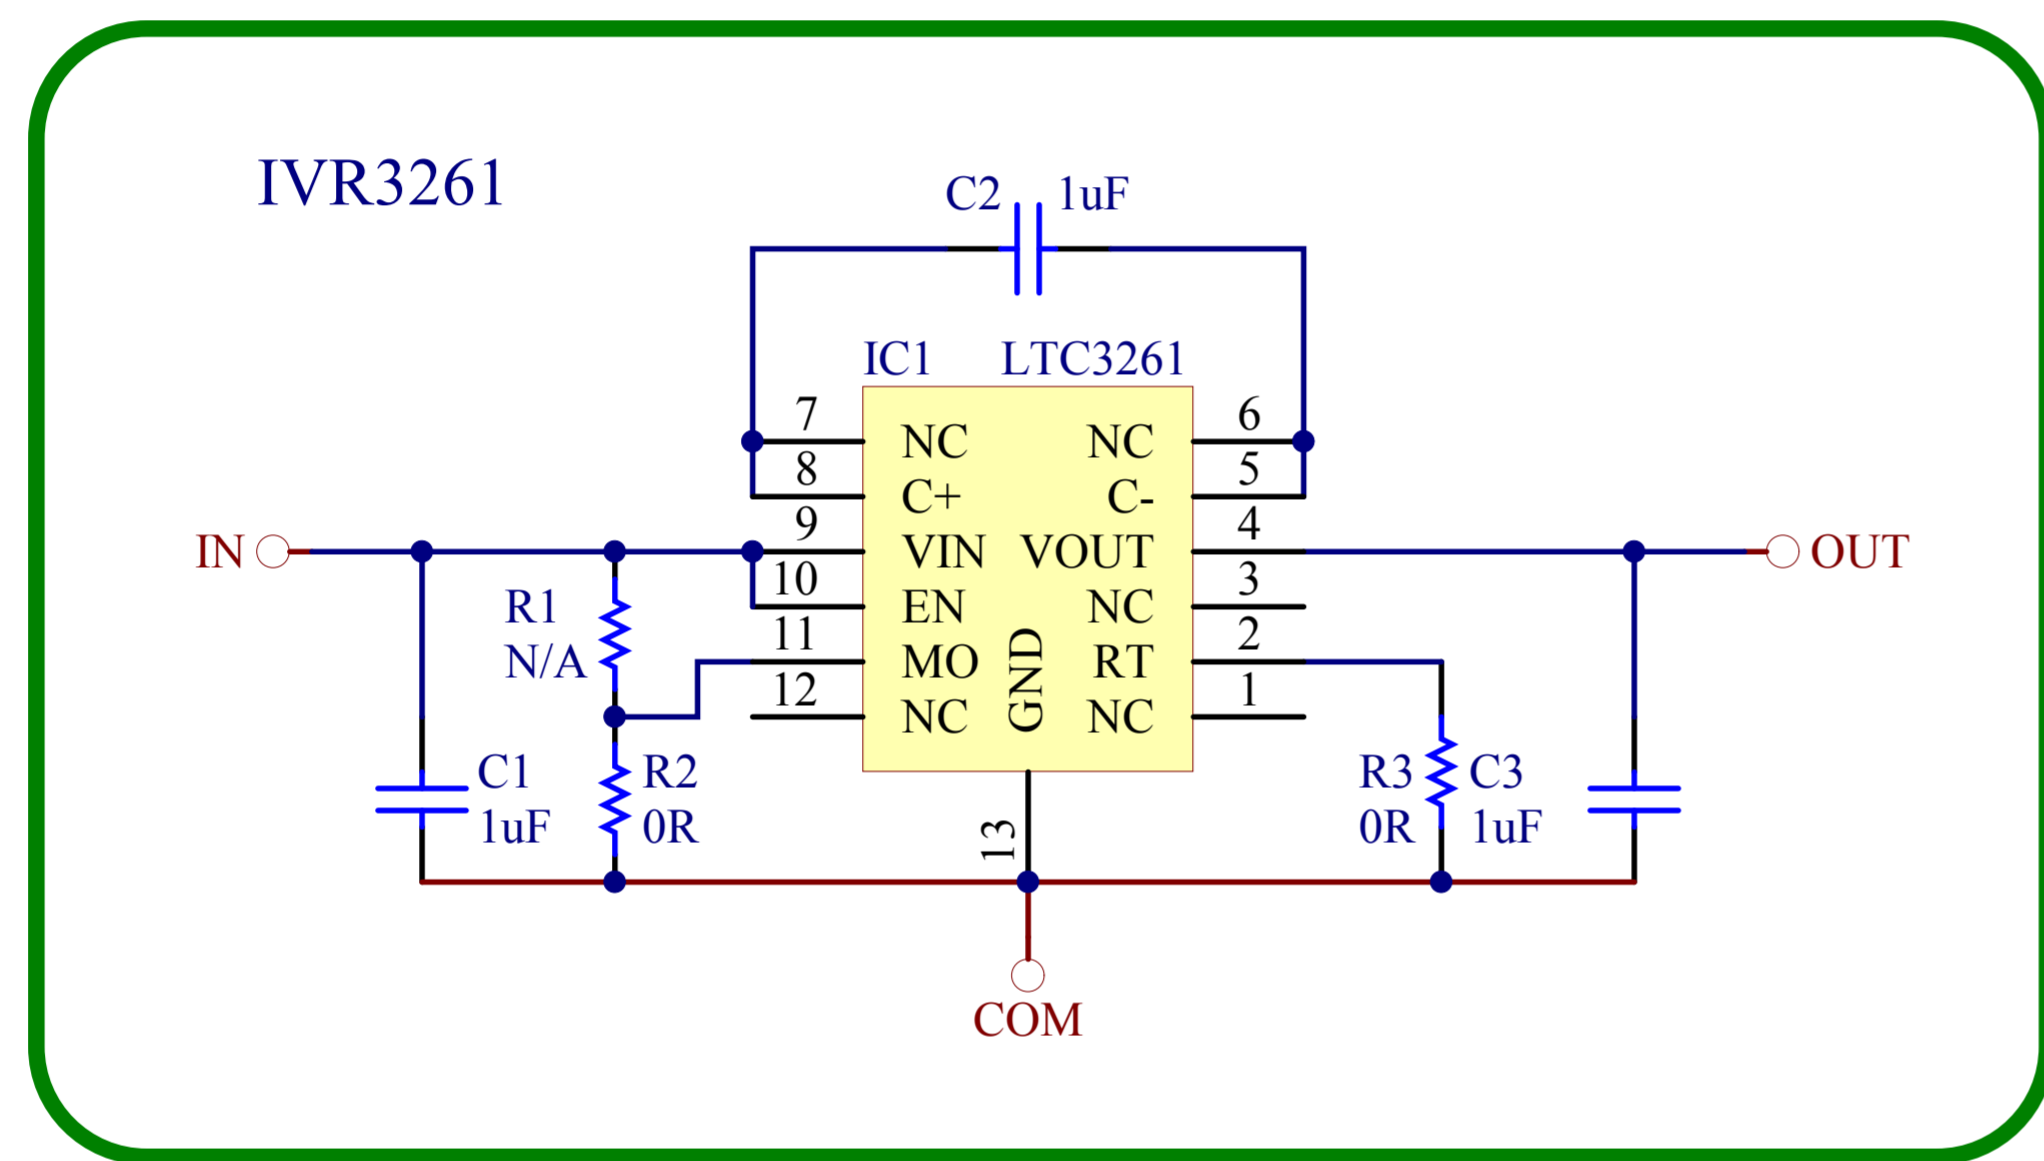 IVR3261
C2 1uF
IC1 LTC3261
7 NC NC 6
8 C+ C- 5
IN 9 VIN VOUT 4 OUT
10 EN NC 3
11 MO RT 2
12 NC NC 1
GND
13
R1
N/A
C1
1uF
R2
0R
R3
0R
C3
1uF
COM